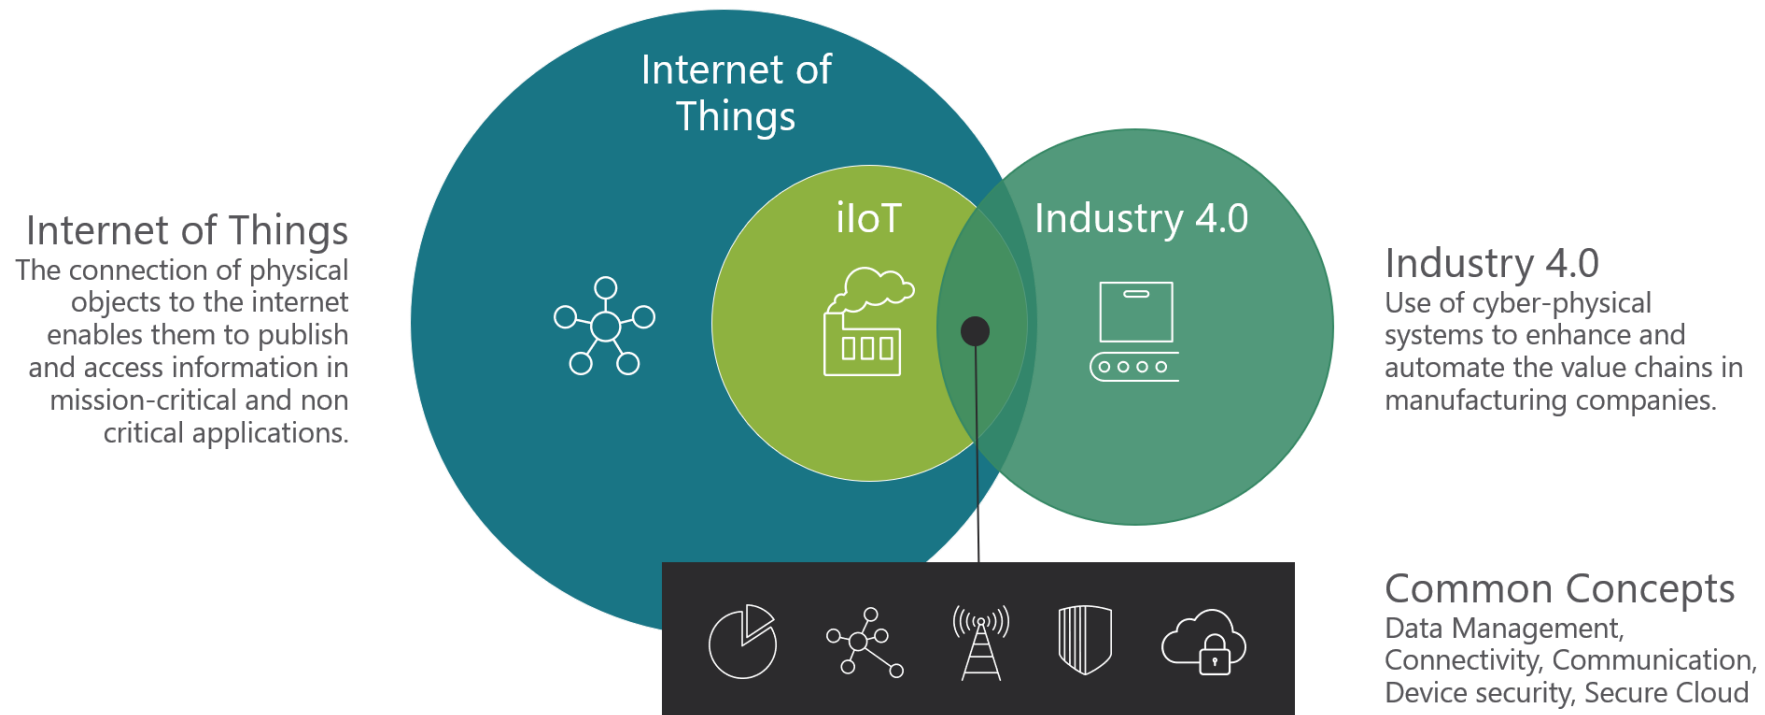 Internet of
Things
iIoT
Industry 4.0
Internet of Things
The connection of physical
objects to the internet
enables them to publish
and access information in
mission-critical and non
critical applications.
Industry 4.0
Use of cyber-physical
systems to enhance and
automate the value chains in
manufacturing companies.
Common Concepts
Data Management,
Connectivity, Communication,
Device security, Secure Cloud